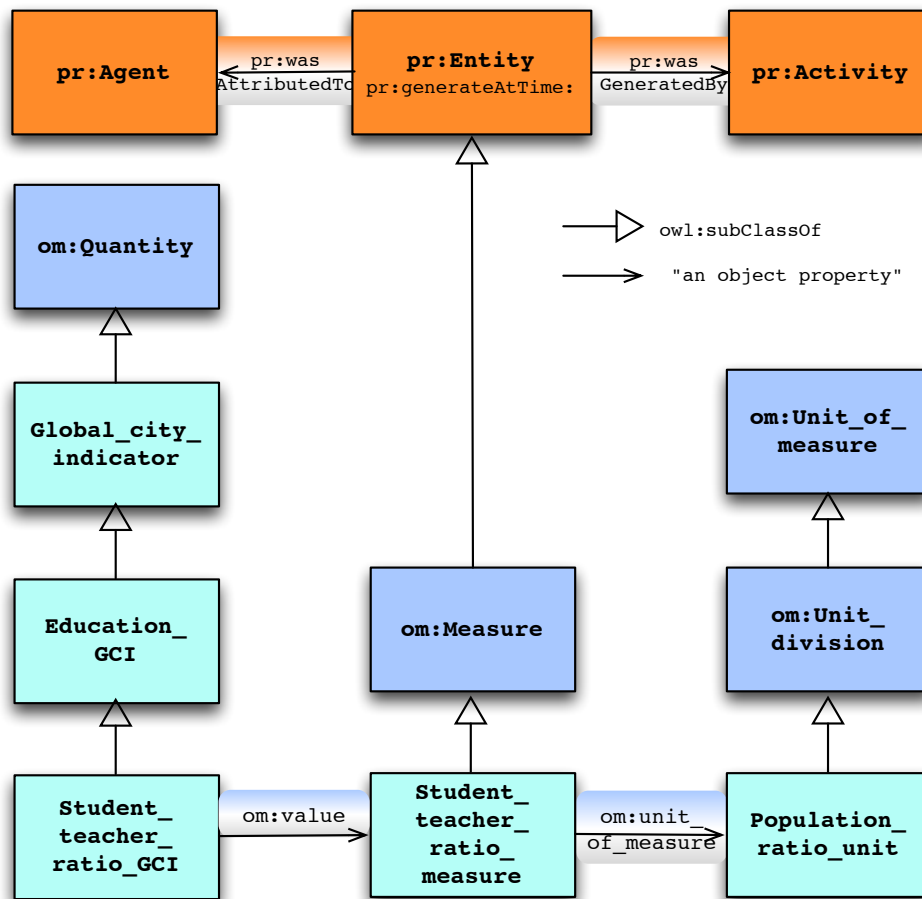 pr:Agent
pr:was
AttributedTo
pr:Entity
pr:generateAtTime:
pr:was
GeneratedBy
pr:Activity
om:Quantity
owl:subClassOf
"an object property"
Global_city_
indicator
om:Unit_of_
measure
Education_
GCI
om:Measure
om:Unit_
division
Student_
teacher_
ratio_GCI
om:value
Student_
teacher_
ratio_
measure
om:unit_
of_measure
Population_
ratio_unit